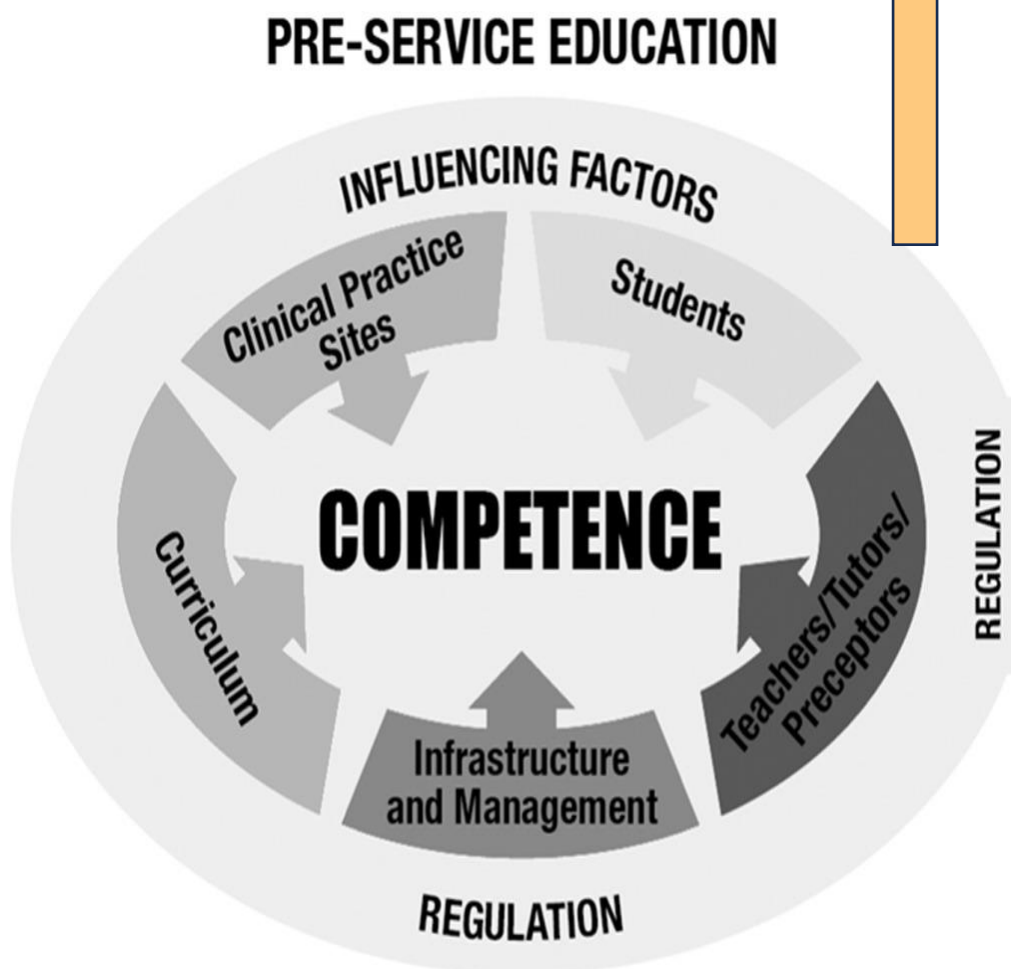 PRE-SERVICE EDUCATION
INFLUENCING FACTORS
Clinical Practice
Sites
Students
COMPETENCE
REGULATION
Curriculum
Teachers/Tutors/
Preceptors
Infrastructure
and Management
REGULATION